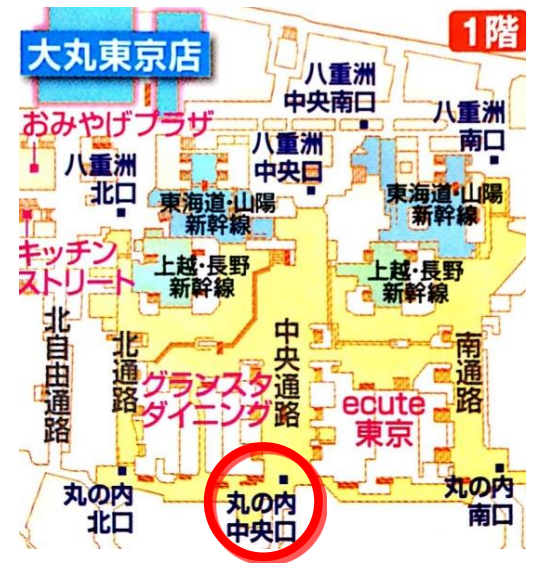 1階
大丸東京店
八重洲
中央南口
八重洲
南口
おみやげプラザ
八重洲
中央口
八重洲
北口
東海道・山陽
新幹線
東海道・山陽
新幹線
キッチン
ストリート
上越・長野
新幹線
上越・長野
新幹線
北自由通路
北通路
中央通路
南通路
グランスタ
ダイニング
ecute
東京
丸の内
北口
丸の内
中央口
丸の内
南口